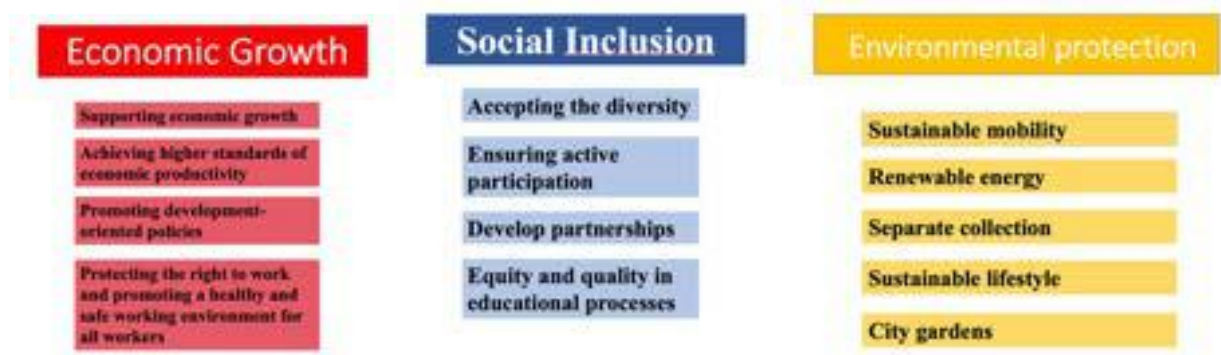 Economic Growth
Supporting economic growth
Achieving higher standards of
economic productivity
Promoting development-
oriented policies
Protecting the right to work
and promoting a healthy and
safe working environment for
all workers
Social Inclusion
Accepting the diversity
Ensuring active
participation
Develop partnerships
Equity and quality in
educational processes
Environmental protection
Sustainable mobility
Renewable energy
Separate collection
Sustainable lifestyle
City gardens